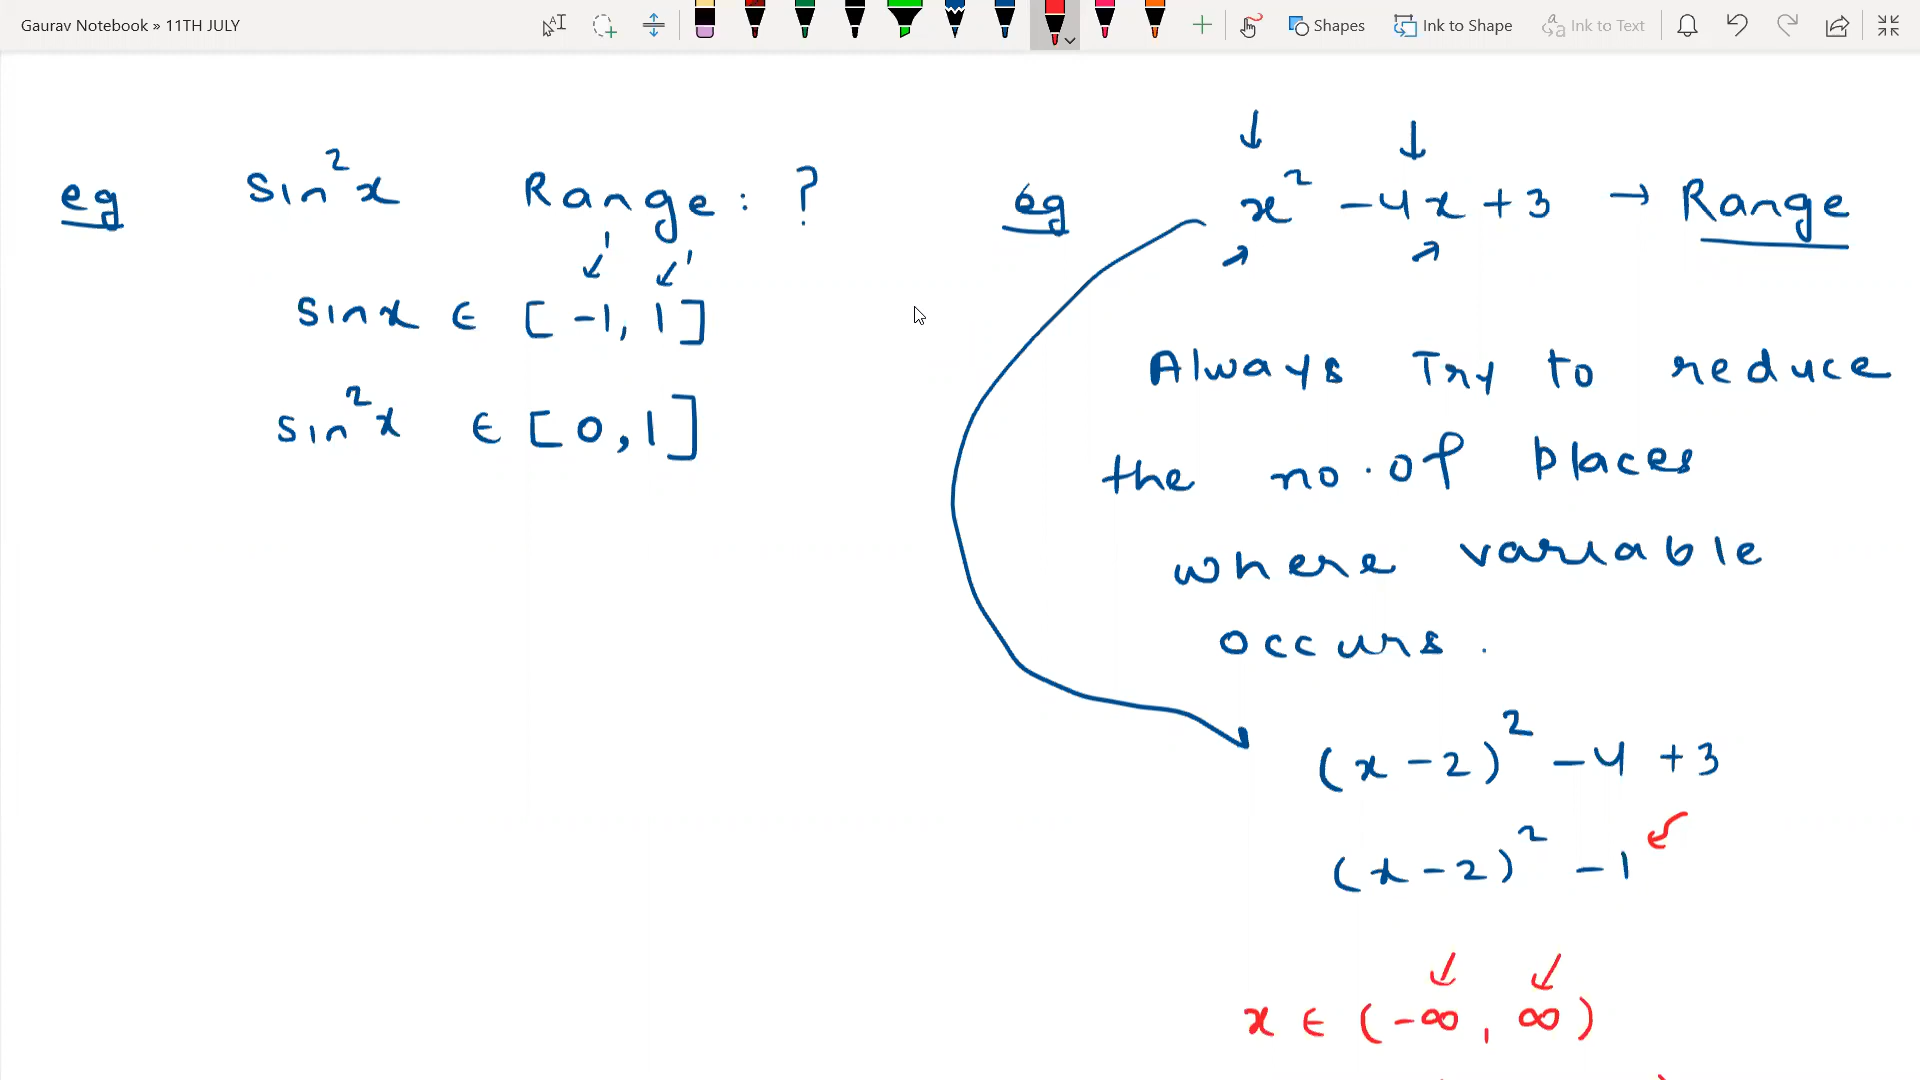 Gaurav Notebook » 11TH JULY
Shapes
Ink to Shape
Ink to Text
eg sin²x Range : ?
sinx ∈ [-1, 1]
sin²x ∈ [0, 1]
eg x² - 4x + 3 → Range
Always Try to reduce
the no. of places
where variable
occurs.
(x - 2)² - 4 + 3
(x - 2)² - 1
x ∈ (-∞, ∞)